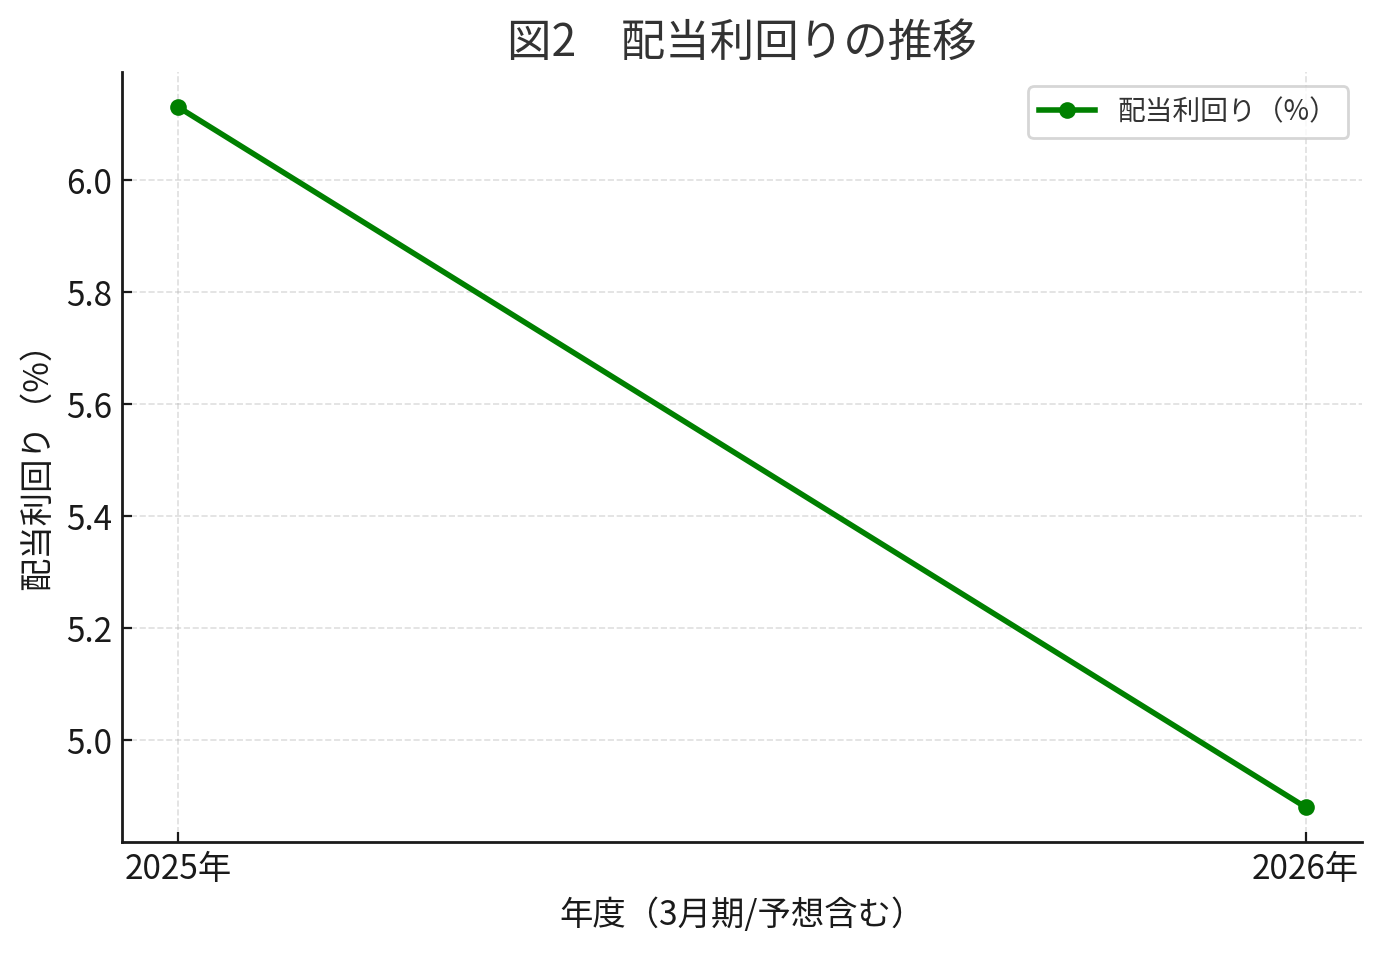 図2　配当利回りの推移
配当利回り（%）
配当利回り（%）
6.0
5.8
5.6
5.4
5.2
5.0
2025年
2026年
年度（3月期/予想含む）